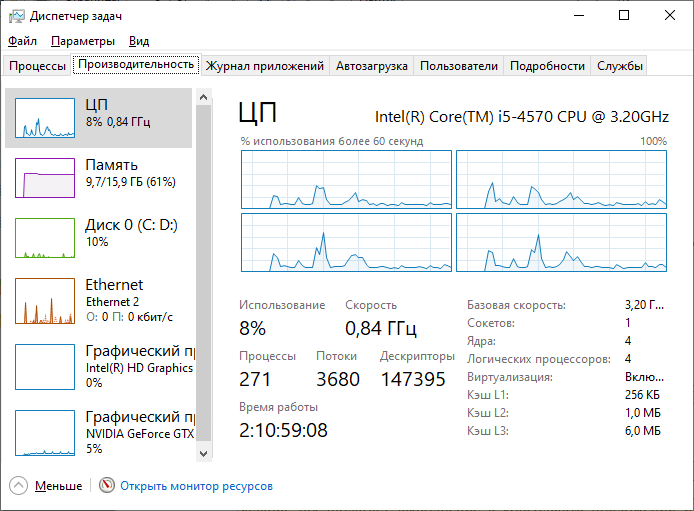 Диспетчер задач
Файл Параметры Вид
Процессы Производительность Журнал приложений Автозагрузка Пользователи Подробности Службы
ЦП
8% 0,84 ГГц
Память
9,7/15,9 ГБ (61%)
Диск 0 (C: D:)
10%
Ethernet
Ethernet 2
О: 0 П: 0 кбит/с
Графический п
Intel(R) HD Graphics
0%
Графический п
NVIDIA GeForce GTX
5%
ЦП
Intel(R) Core(TM) i5-4570 CPU @ 3.20GHz
% использования более 60 секунд 100%
Использование Скорость
8% 0,84 ГГц
Процессы Потоки Дескрипторы
271 3680 147395
Время работы
2:10:59:08
Базовая скорость: 3,20 Г...
Сокетов: 1
Ядра: 4
Логических процессоров: 4
Виртуализация: Вклю...
Кэш L1: 256 КБ
Кэш L2: 1,0 МБ
Кэш L3: 6,0 МБ
Меньше Открыть монитор ресурсов